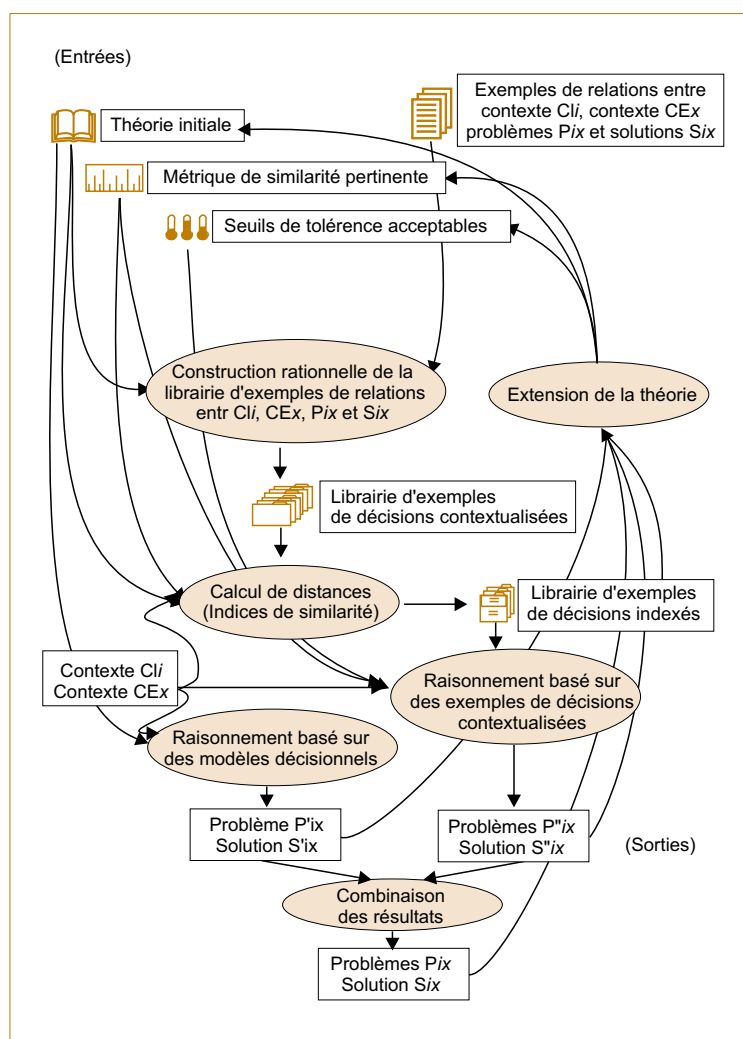 (Entrées)
Exemples de relations entre
contexte Cli, contexte CEx
problèmes Pix et solutions Six
Théorie initiale
Métrique de similarité pertinente
Seuils de tolérence acceptables
Construction rationnelle de la
librairie d'exemples de relations
entr Cli, CEx, Pix et Six
Extension de la théorie
Librairie d'exemples
de décisions contextualisées
Calcul de distances
(Indices de similarité)
Librairie d'exemples
de décisions indexés
Contexte Cli
Contexte CEx
Raisonnement basé sur
des exemples de décisions
contextualisées
Raisonnement basé sur
des modèles décisionnels
Problème P'ix
Solution S'ix
Problèmes P"ix
Solution S"ix
(Sorties)
Combinaison
des résultats
Problèmes Pix
Solution Six